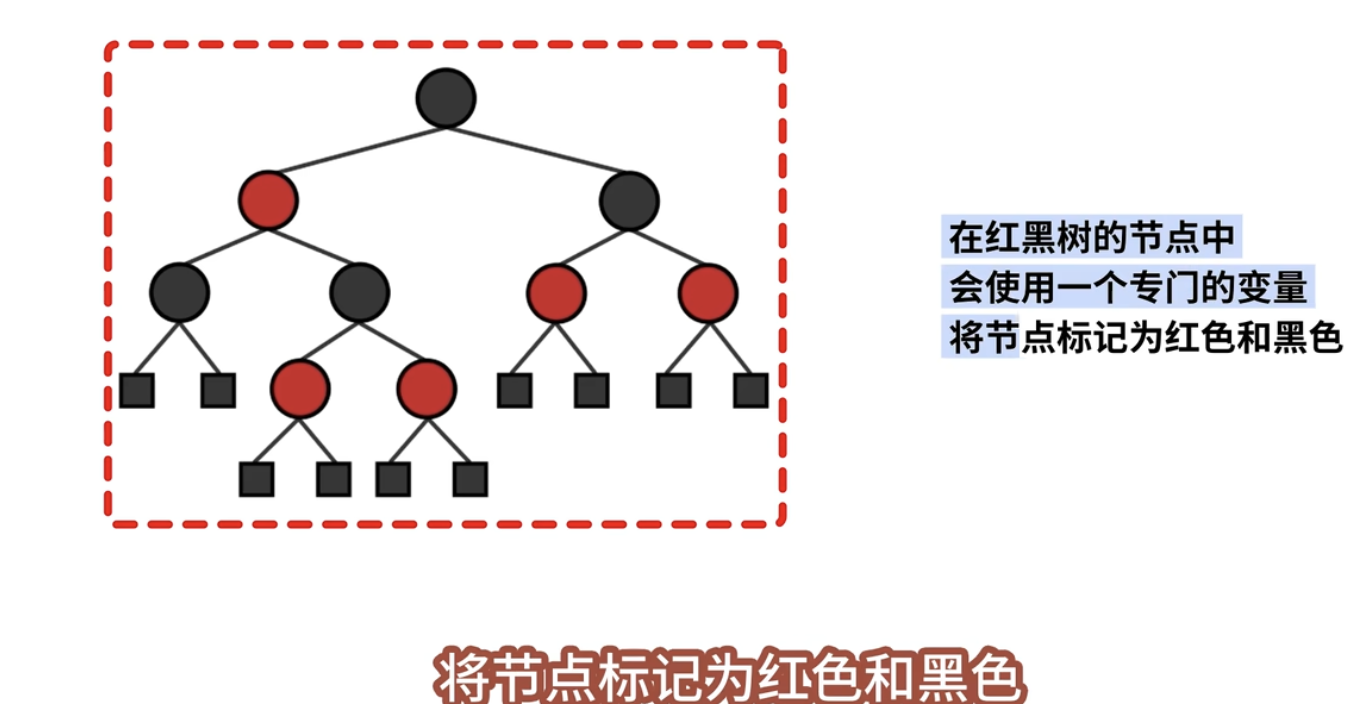 在红黑树的节点中
会使用一个专门的变量
将节点标记为红色和黑色
将节点标记为红色和黑色